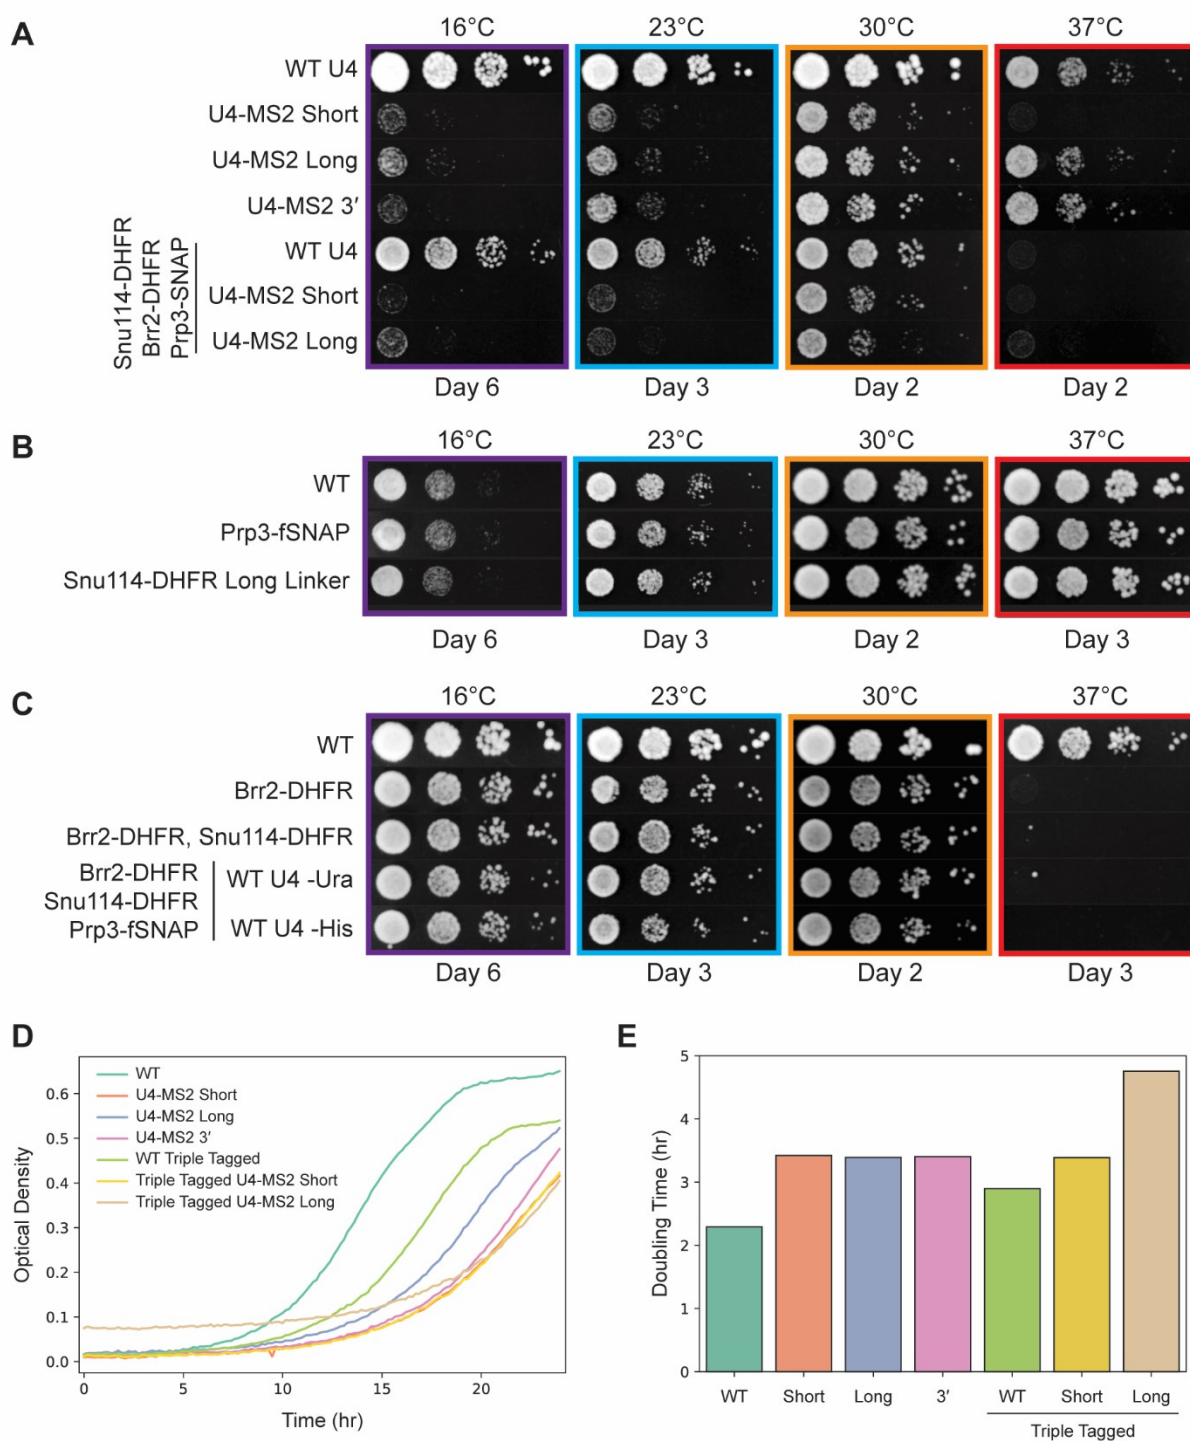 A
16°C 23°C 30°C 37°C
WT U4
U4-MS2 Short
U4-MS2 Long
U4-MS2 3′
Snu114-DHFR
Brr2-DHFR
Prp3-SNAP
WT U4
U4-MS2 Short
U4-MS2 Long
Day 6 Day 3 Day 2 Day 2
B
16°C 23°C 30°C 37°C
WT
Prp3-fSNAP
Snu114-DHFR Long Linker
Day 6 Day 3 Day 2 Day 3
C
16°C 23°C 30°C 37°C
WT
Brr2-DHFR
Brr2-DHFR, Snu114-DHFR
Brr2-DHFR
Snu114-DHFR
Prp3-fSNAP
WT U4 -Ura
WT U4 -His
Day 6 Day 3 Day 2 Day 3
D
Optical Density
0.6
0.5
0.4
0.3
0.2
0.1
0.0
WT
U4-MS2 Short
U4-MS2 Long
U4-MS2 3′
WT Triple Tagged
Triple Tagged U4-MS2 Short
Triple Tagged U4-MS2 Long
0 5 10 15 20
Time (hr)
E
Doubling Time (hr)
5
4
3
2
1
0
WT Short Long 3′ WT Short Long
Triple Tagged